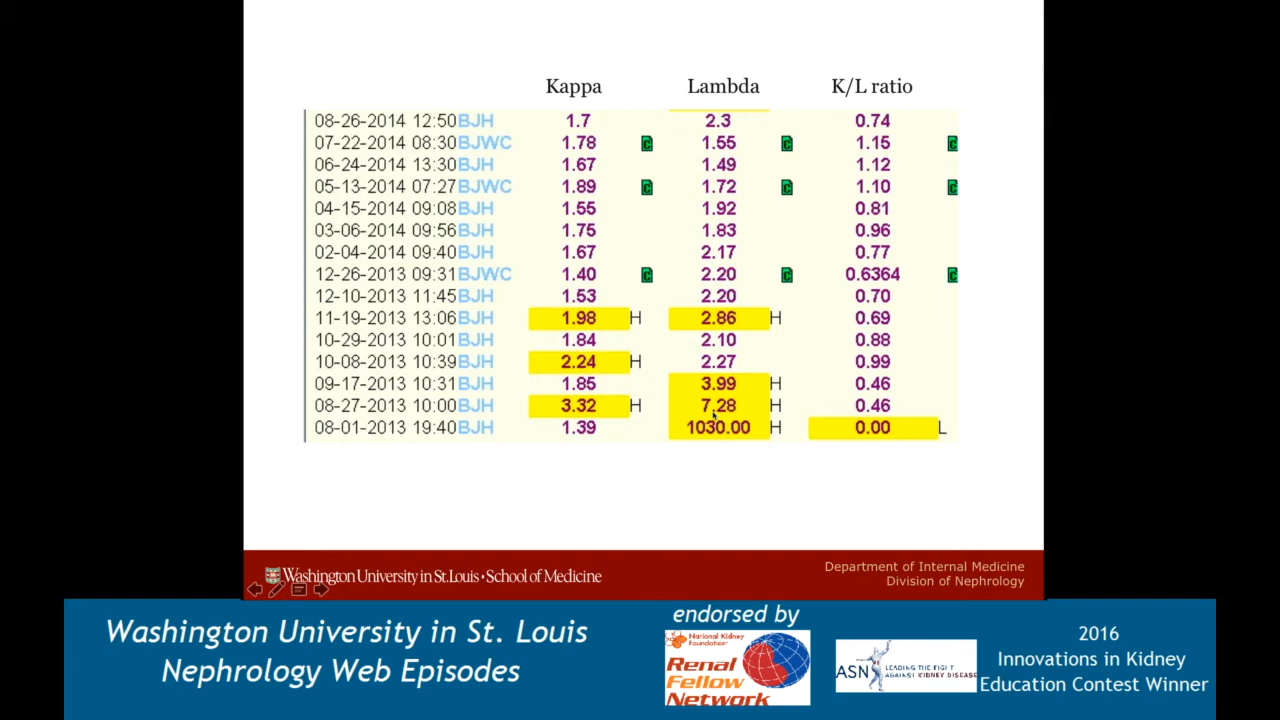 Kappa Lambda K/L ratio
08-26-2014 12:50 BJH 1.7 2.3 0.74
07-22-2014 08:30 BJWC 1.78 C 1.55 C 1.15 C
06-24-2014 13:30 BJH 1.67 1.49 1.12
05-13-2014 07:27 BJWC 1.89 C 1.72 C 1.10 C
04-15-2014 09:08 BJH 1.55 1.92 0.81
03-06-2014 09:56 BJH 1.75 1.83 0.96
02-04-2014 09:40 BJH 1.67 2.17 0.77
12-26-2013 09:31 BJWC 1.40 C 2.20 C 0.6364 C
12-10-2013 11:45 BJH 1.53 2.20 0.70
11-19-2013 13:06 BJH 1.98 H 2.86 H 0.69
10-29-2013 10:01 BJH 1.84 2.10 0.88
10-08-2013 10:39 BJH 2.24 H 2.27 0.99
09-17-2013 10:31 BJH 1.85 3.99 H 0.46
08-27-2013 10:00 BJH 3.32 H 7.28 H 0.46
08-01-2013 19:40 BJH 1.39 1030.00 H 0.00 L
Washington University in St. Louis • School of Medicine
Department of Internal Medicine
Division of Nephrology
Washington University in St. Louis
Nephrology Web Episodes
endorsed by
National Kidney
Foundation
Renal
Fellow
Network
ASN
LEADING THE FIGHT
AGAINST KIDNEY DISEASE
2016
Innovations in Kidney
Education Contest Winner